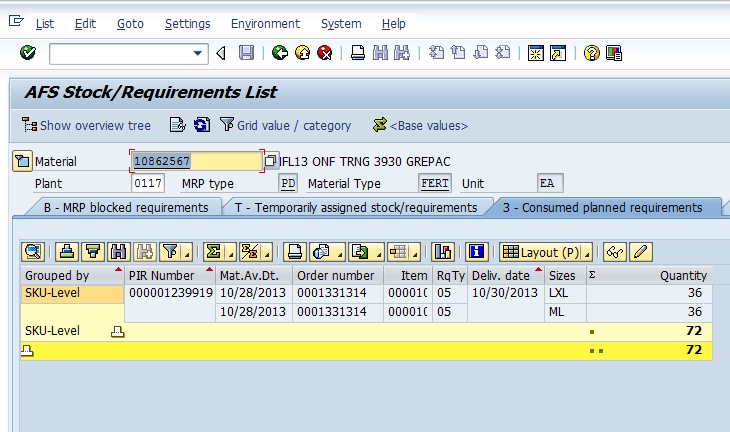 List Edit Goto Settings Environment System Help
AFS Stock/Requirements List
Show overview tree Grid value / category <Base values>
Material 10862567 IFL13 ONF TRNG 3930 GREPAC
Plant 0117 MRP type PD Material Type FERT Unit EA
B - MRP blocked requirements T - Temporarily assigned stock/requirements 3 - Consumed planned requirements
Σ Layout (P)
Grouped by PIR Number Mat.Av.Dt. Order number Item RqTy Deliv. date Sizes Σ Quantity
SKU-Level 000001239919 10/28/2013 0001331314 000010 05 10/30/2013 LXL 36
10/28/2013 0001331314 000010 05 ML 36
SKU-Level 72
72